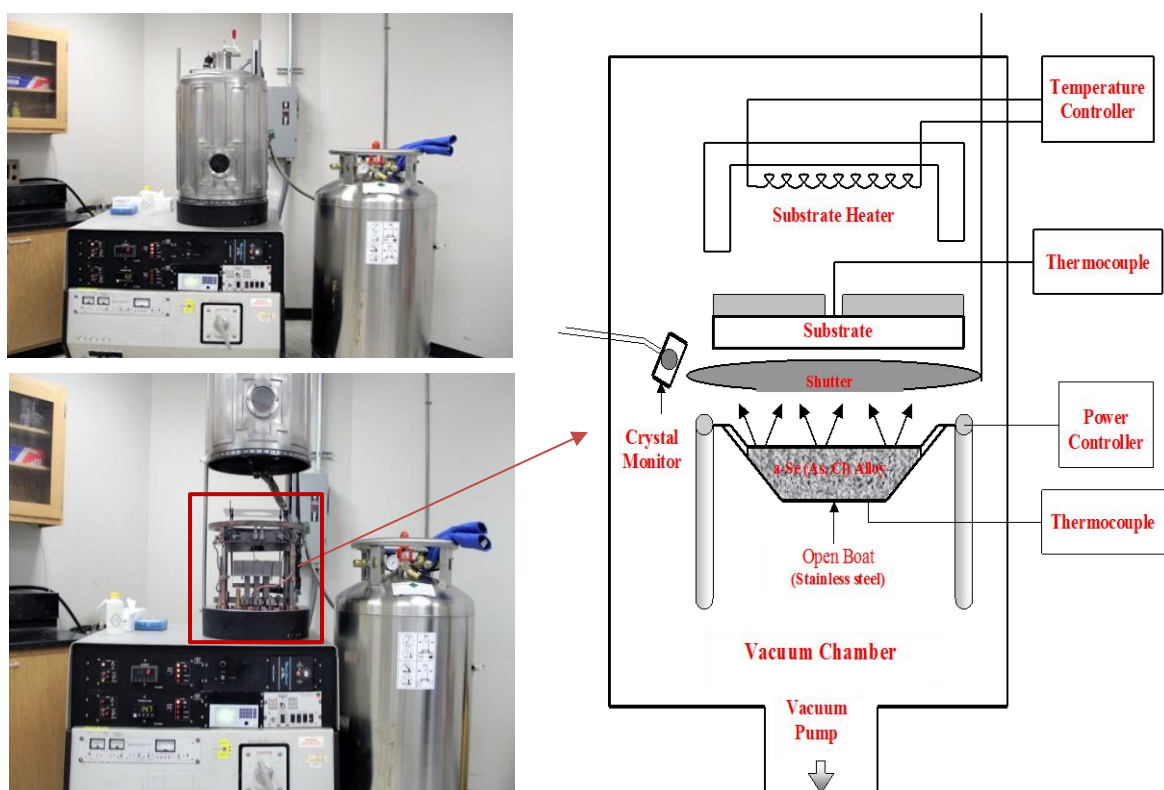 Temperature
Controller
Substrate Heater
Thermocouple
Substrate
Shutter
Crystal
Monitor
Power
Controller
a-Se (As, Cl) Alloy
Thermocouple
Open Boat
(Stainless steel)
Vacuum Chamber
Vacuum
Pump